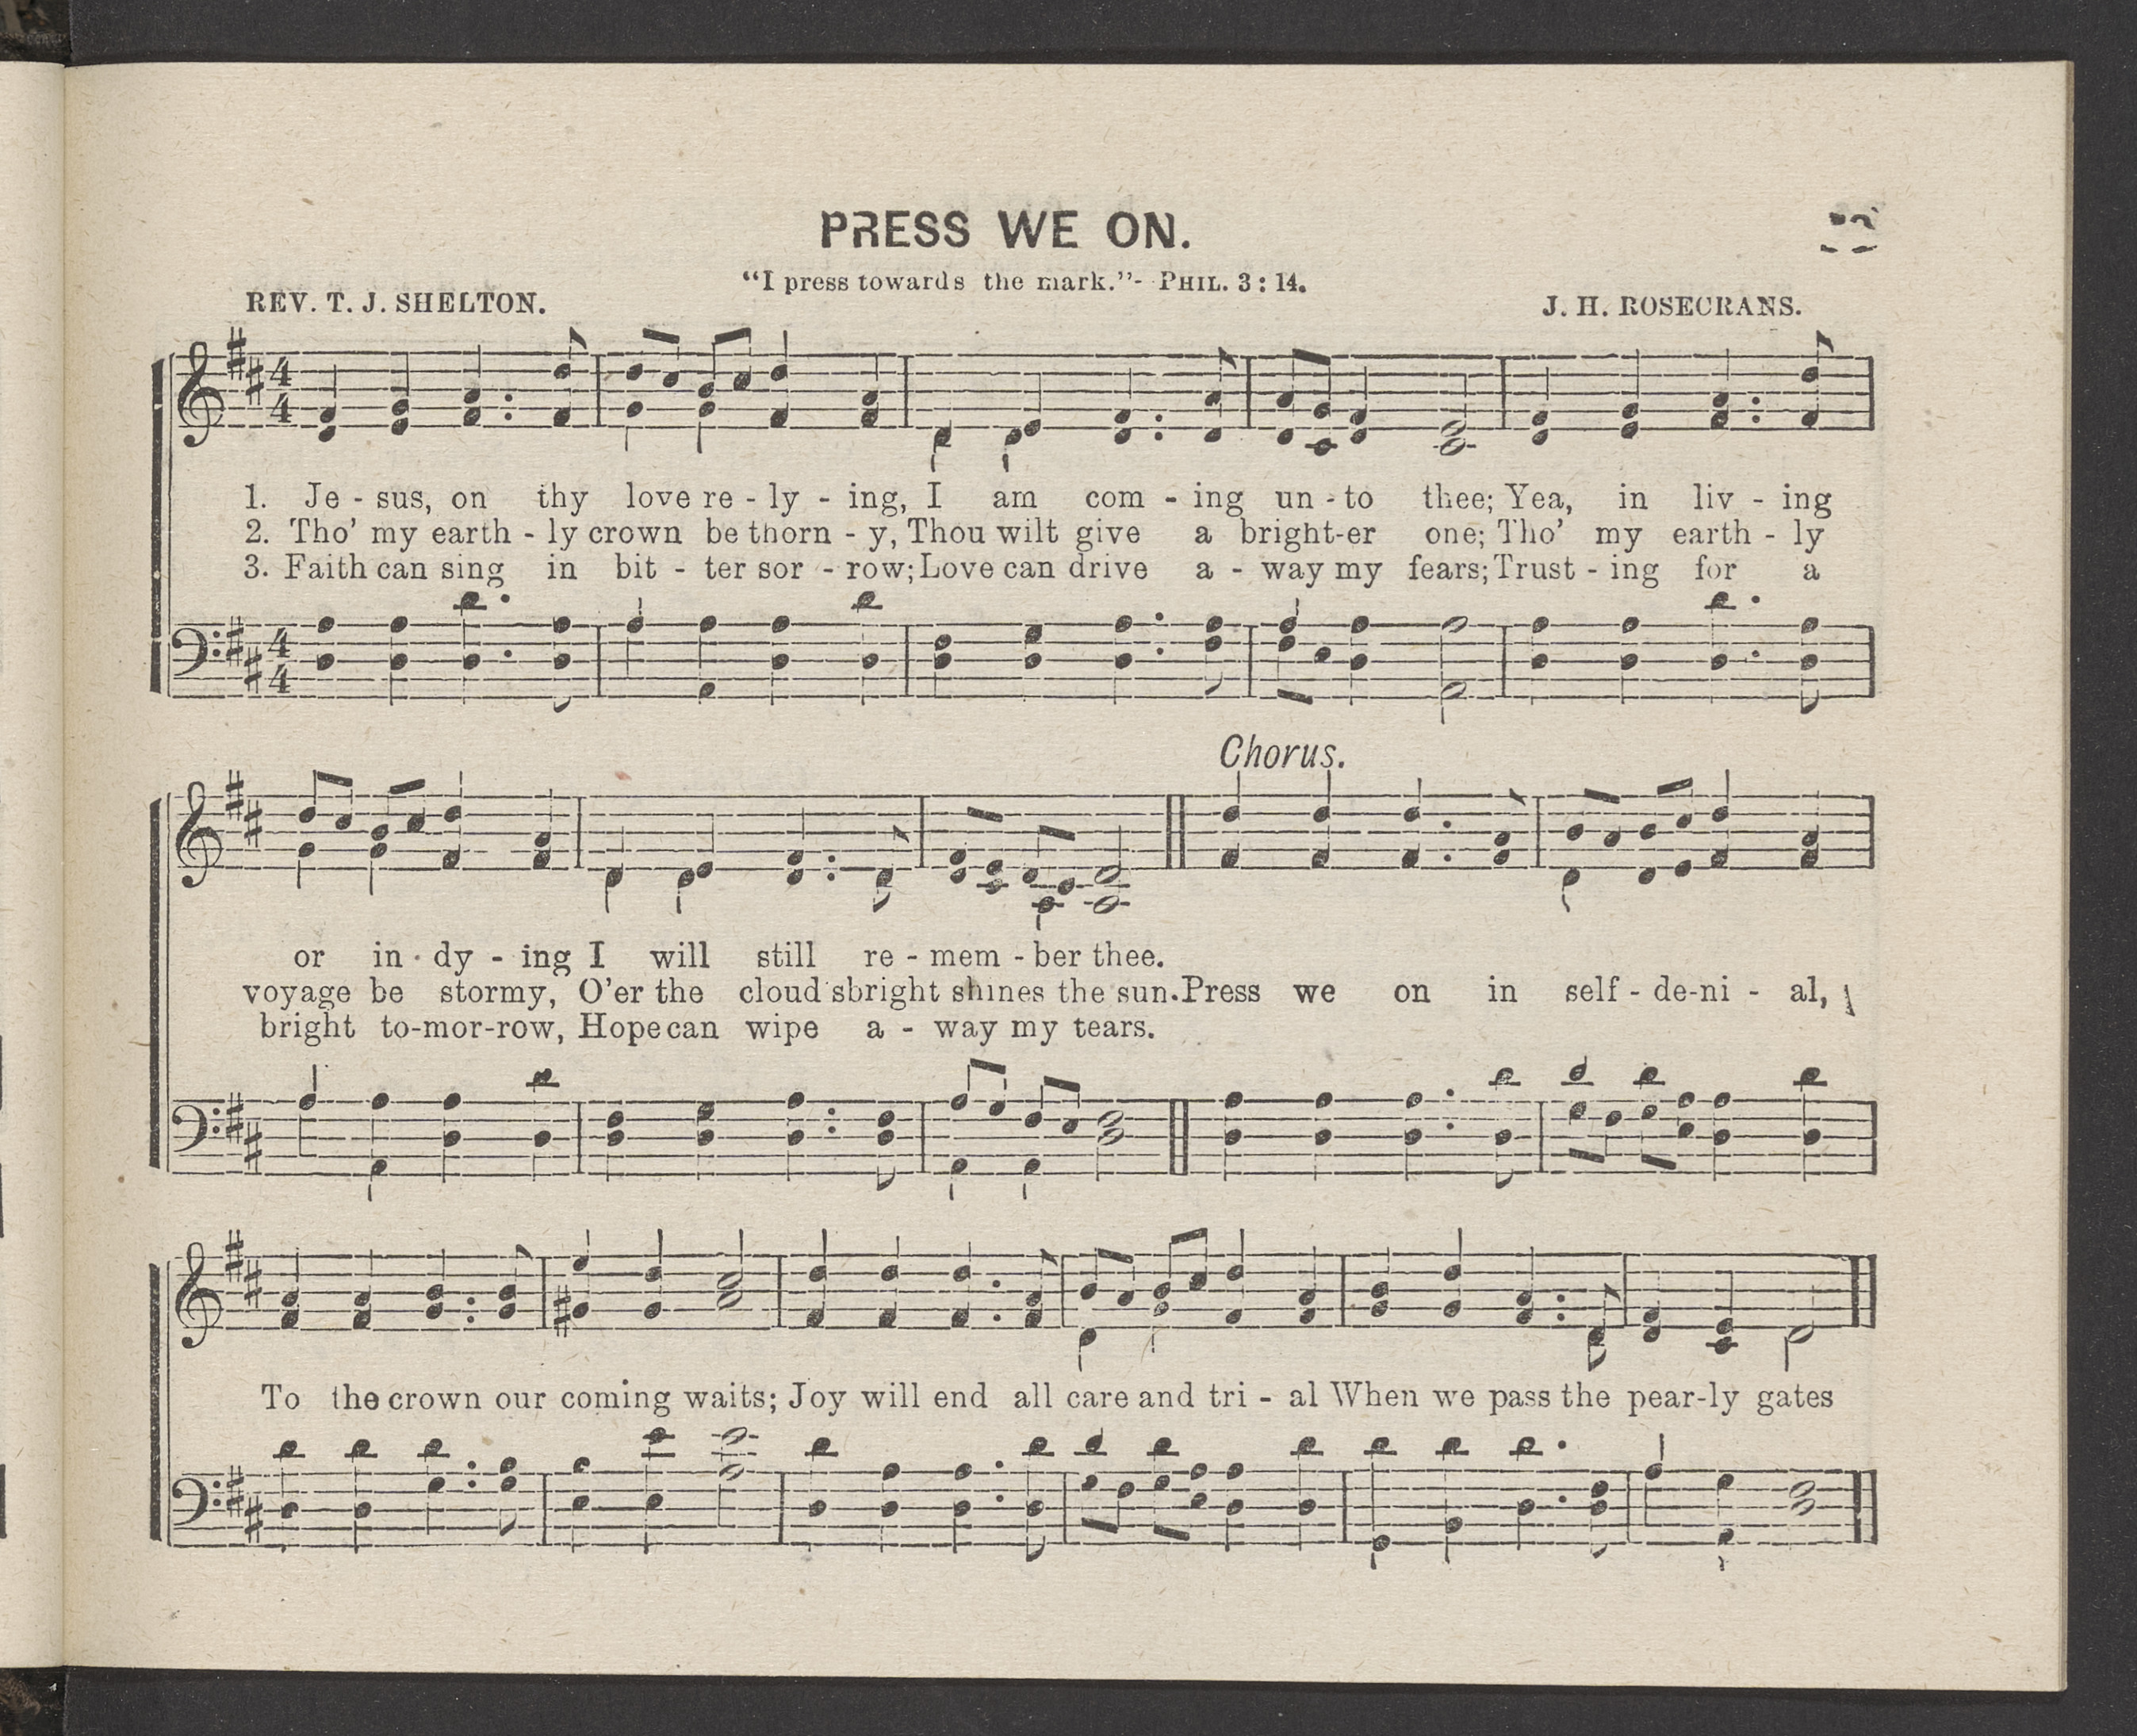 PRESS WE ON.
"I press towards the mark."- PHIL. 3: 14.
REV. T. J. SHELTON.
J. H. ROSECRANS.
1. Je - sus, on thy love re - ly - ing, I am com - ing un - to thee; Yea, in liv - ing
2. Tho' my earth - ly crown be thorn - y, Thou wilt give a bright-er one; Tho' my earth - ly
3. Faith can sing in bit - ter sor - row; Love can drive a - way my fears; Trust - ing for a
Chorus.
or in - dy - ing I will still re - mem - ber thee.
voyage be stormy, O'er the cloud sbright shines the sun. Press we on in self - de-ni - al,
bright to-mor-row, Hope can wipe a - way my tears.
To the crown our coming waits; Joy will end all care and tri - al When we pass the pear-ly gates